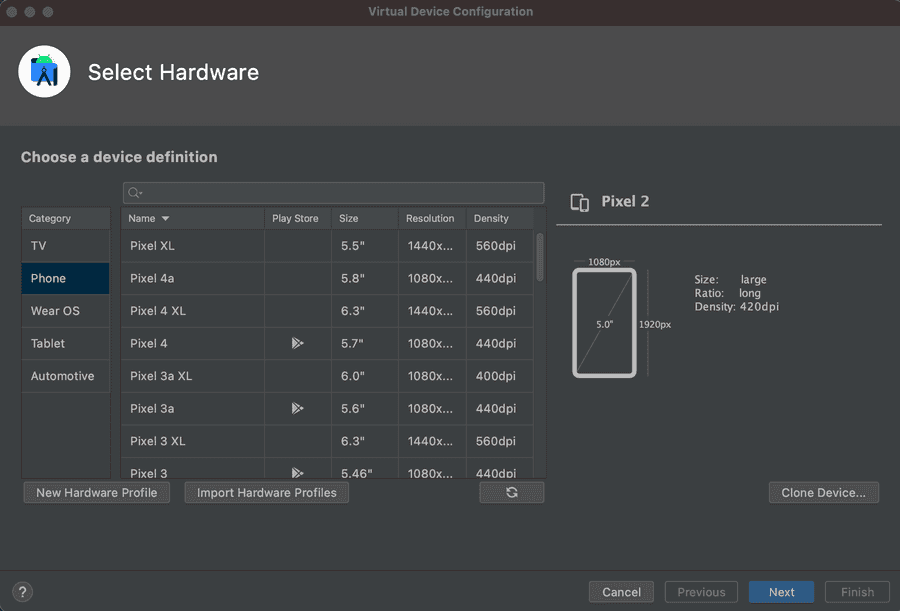 Virtual Device Configuration
Select Hardware
Choose a device definition
Category
TV
Phone
Wear OS
Tablet
Automotive
Name Play Store Size Resolution Density
Pixel XL 5.5" 1440x... 560dpi
Pixel 4a 5.8" 1080x... 440dpi
Pixel 4 XL 6.3" 1440x... 560dpi
Pixel 4 5.7" 1080x... 440dpi
Pixel 3a XL 6.0" 1080x... 400dpi
Pixel 3a 5.6" 1080x... 440dpi
Pixel 3 XL 6.3" 1440x... 560dpi
Pixel 3 5.46" 1080x... 440dpi
New Hardware Profile Import Hardware Profiles
Pixel 2
1080px
5.0"
1920px
Size: large
Ratio: long
Density: 420dpi
Clone Device...
? Cancel Previous Next Finish